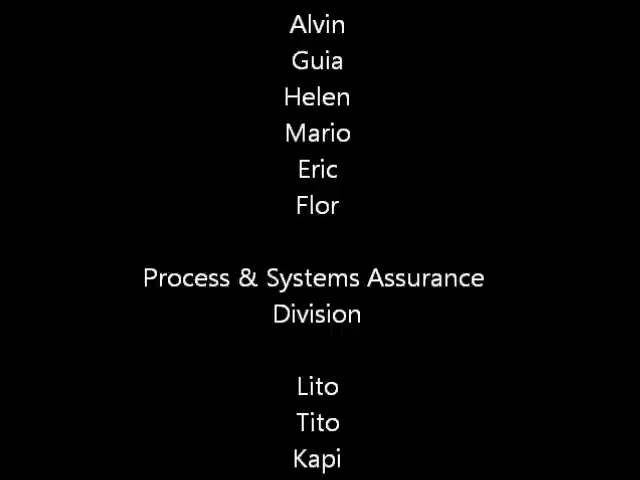 Alvin
Guia
Helen
Mario
Eric
Flor
Process & Systems Assurance
Division
Lito
Tito
Kapi